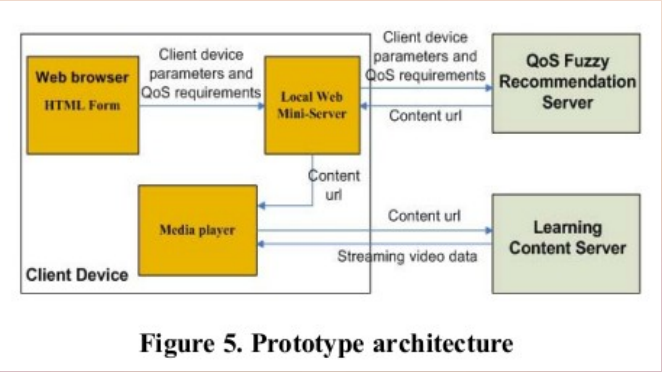 Web browser
HTML Form
Client device
parameters and
QoS requirements
Local Web
Mini-Server
Client device
parameters and
QoS requirements
Content url
QoS Fuzzy
Recommendation
Server
Content
url
Media player
Content url
Streaming video data
Learning
Content Server
Client Device
Figure 5. Prototype architecture